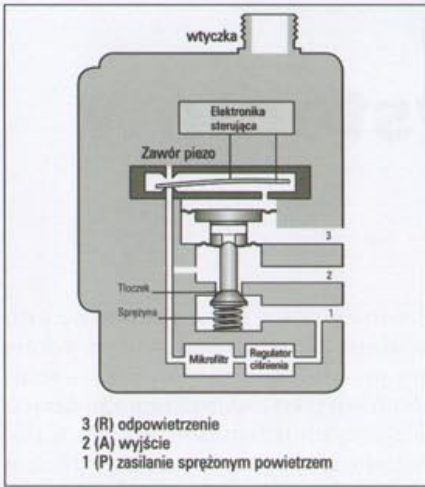 wtyczka
Elektronika
sterująca
Zawór piezo
3
2
Tłoczek
Sprężyna
1
Mikrofiltr
Regulator
ciśnienia
3 (R) odpowietrzenie
2 (A) wyjście
1 (P) zasilanie sprężonym powietrzem